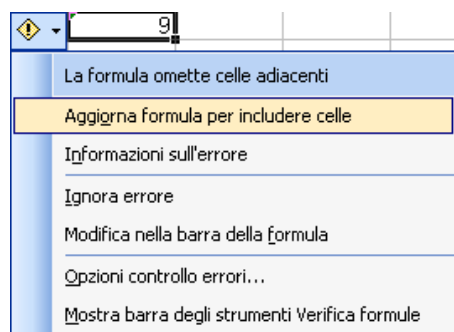 9
La formula omette celle adiacenti
Aggiorna formula per includere celle
Informazioni sull'errore
Ignora errore
Modifica nella barra della formula
Opzioni controllo errori...
Mostra barra degli strumenti Verifica formule